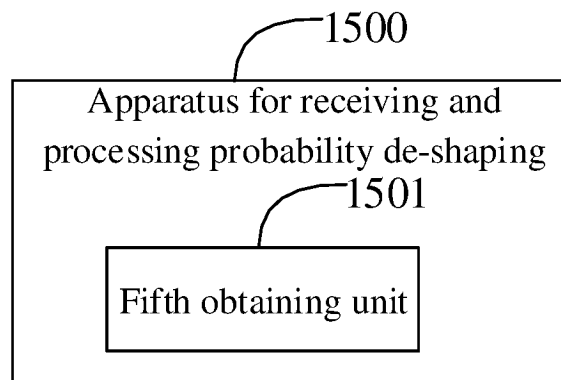 1500
Apparatus for receiving and
processing probability de-shaping
1501
Fifth obtaining unit